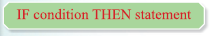 IF condition THEN statement